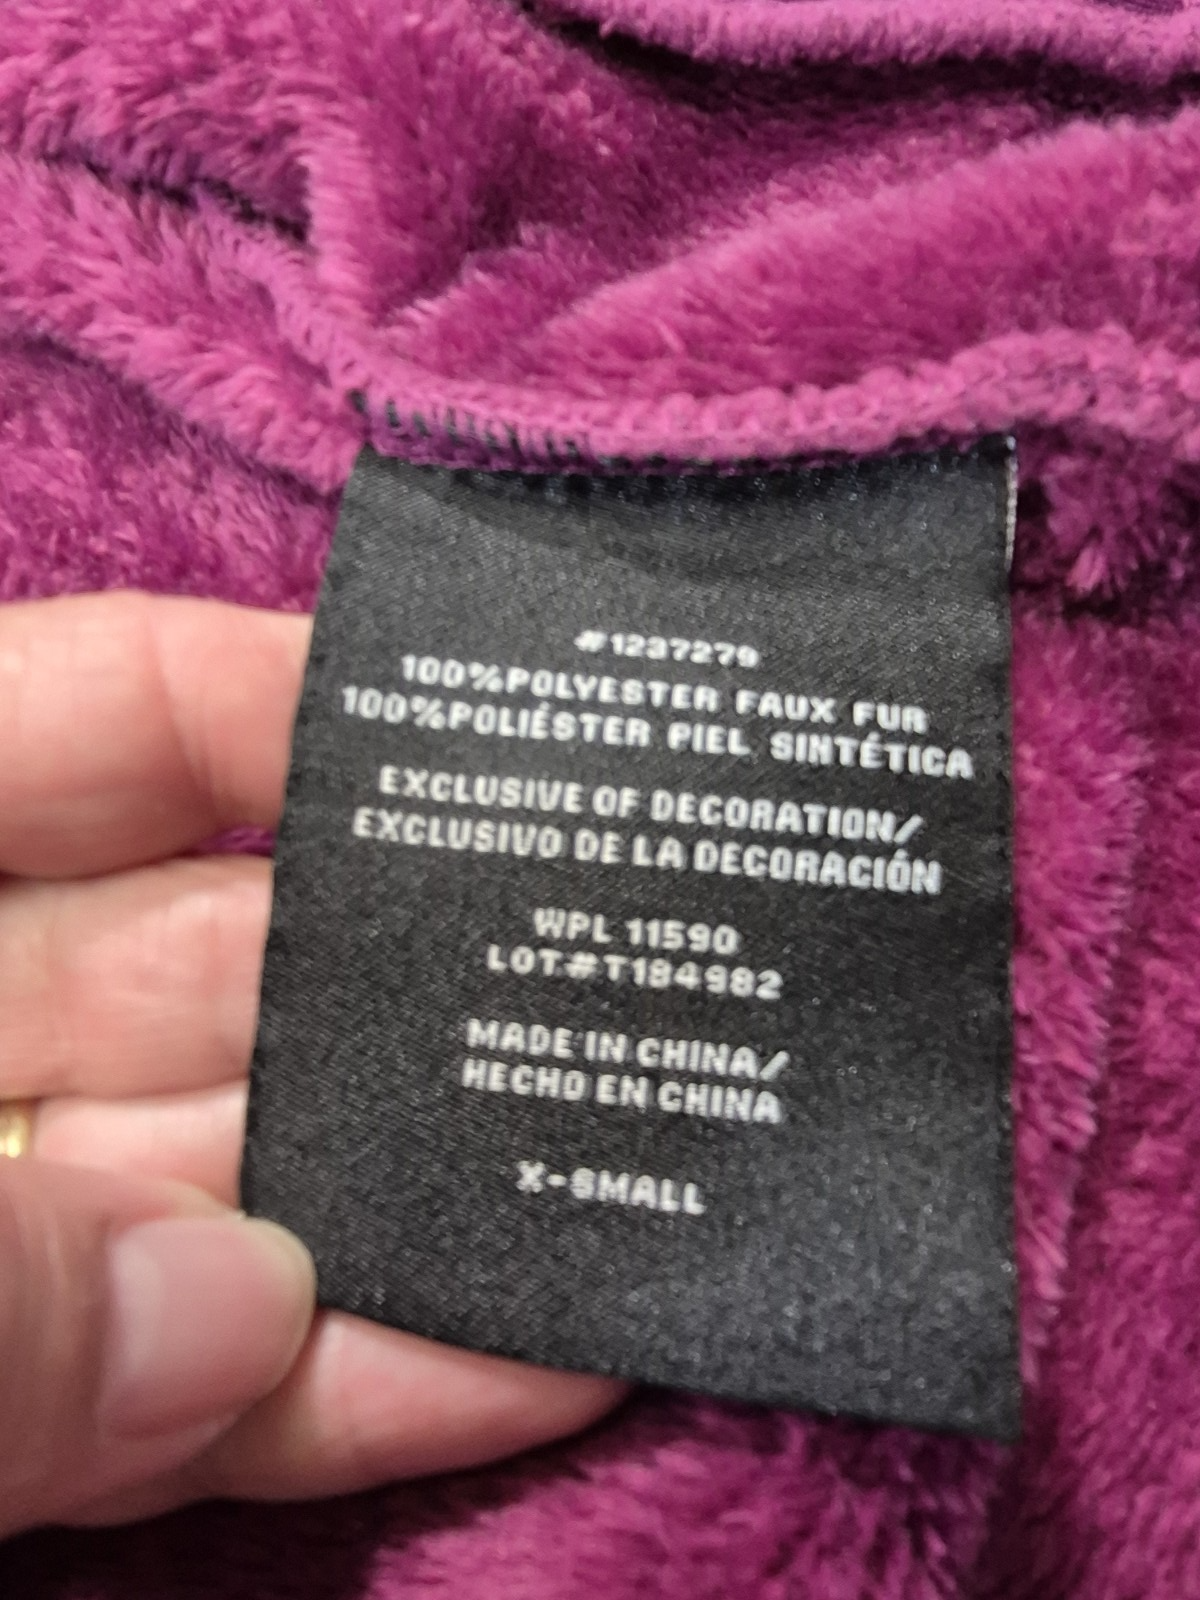 #1237279
100%POLYESTER FAUX FUR
100%POLIÉSTER PIEL SINTÉTICA
EXCLUSIVE OF DECORATION/
EXCLUSIVO DE LA DECORACIÓN
WPL 11590
LOT#T184982
MADE IN CHINA/
HECHO EN CHINA
X-SMALL